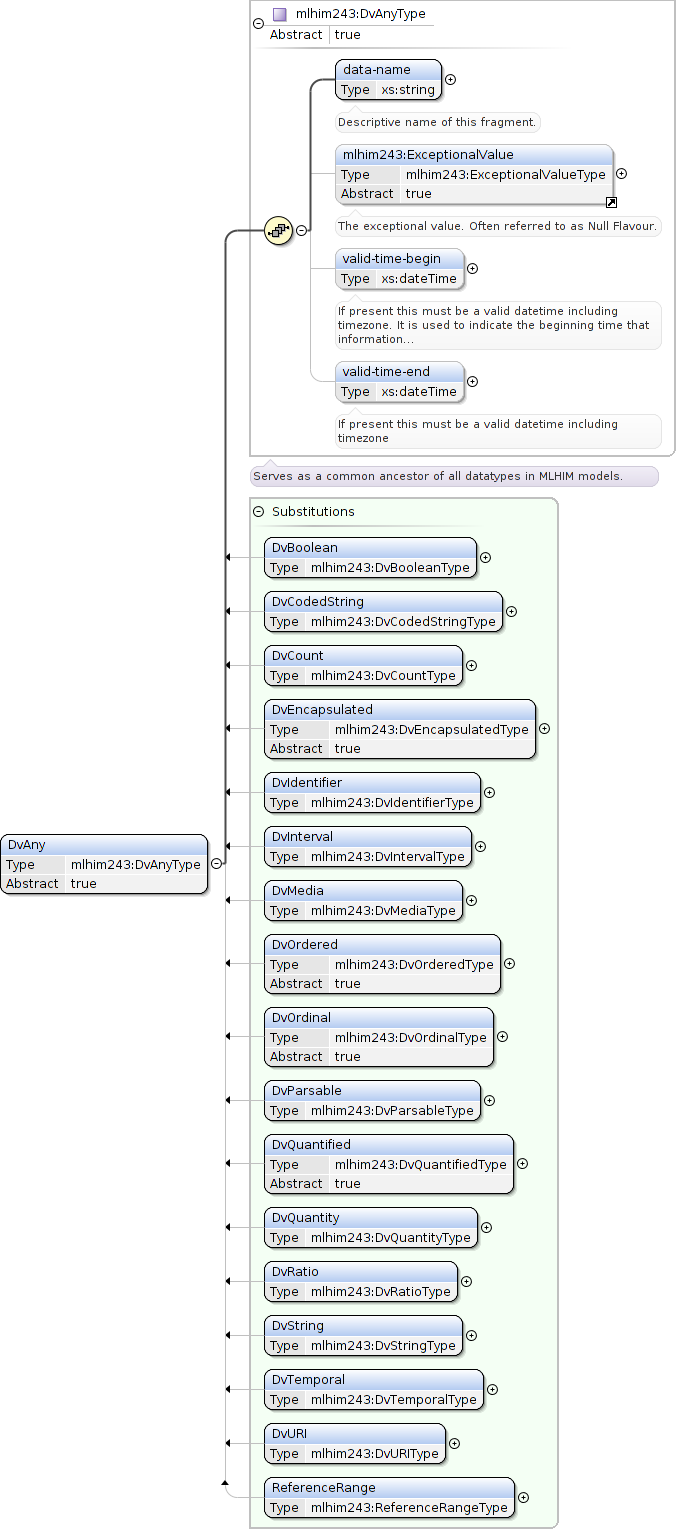 mlhim243:DvAnyType
Abstract true
data-name
Type xs:string
Descriptive name of this fragment.
mlhim243:ExceptionalValue
Type mlhim243:ExceptionalValueType
Abstract true
The exceptional value. Often referred to as Null Flavour.
valid-time-begin
Type xs:dateTime
If present this must be a valid datetime including
timezone. It is used to indicate the beginning time that
information...
valid-time-end
Type xs:dateTime
If present this must be a valid datetime including
timezone
Serves as a common ancestor of all datatypes in MLHIM models.
Substitutions
DvBoolean
Type mlhim243:DvBooleanType
DvCodedString
Type mlhim243:DvCodedStringType
DvCount
Type mlhim243:DvCountType
DvEncapsulated
Type mlhim243:DvEncapsulatedType
Abstract true
DvIdentifier
Type mlhim243:DvIdentifierType
DvInterval
Type mlhim243:DvIntervalType
DvAny
Type mlhim243:DvAnyType
Abstract true
DvMedia
Type mlhim243:DvMediaType
DvOrdered
Type mlhim243:DvOrderedType
Abstract true
DvOrdinal
Type mlhim243:DvOrdinalType
Abstract true
DvParsable
Type mlhim243:DvParsableType
DvQuantified
Type mlhim243:DvQuantifiedType
Abstract true
DvQuantity
Type mlhim243:DvQuantityType
DvRatio
Type mlhim243:DvRatioType
DvString
Type mlhim243:DvStringType
DvTemporal
Type mlhim243:DvTemporalType
DvURI
Type mlhim243:DvURIType
ReferenceRange
Type mlhim243:ReferenceRangeType